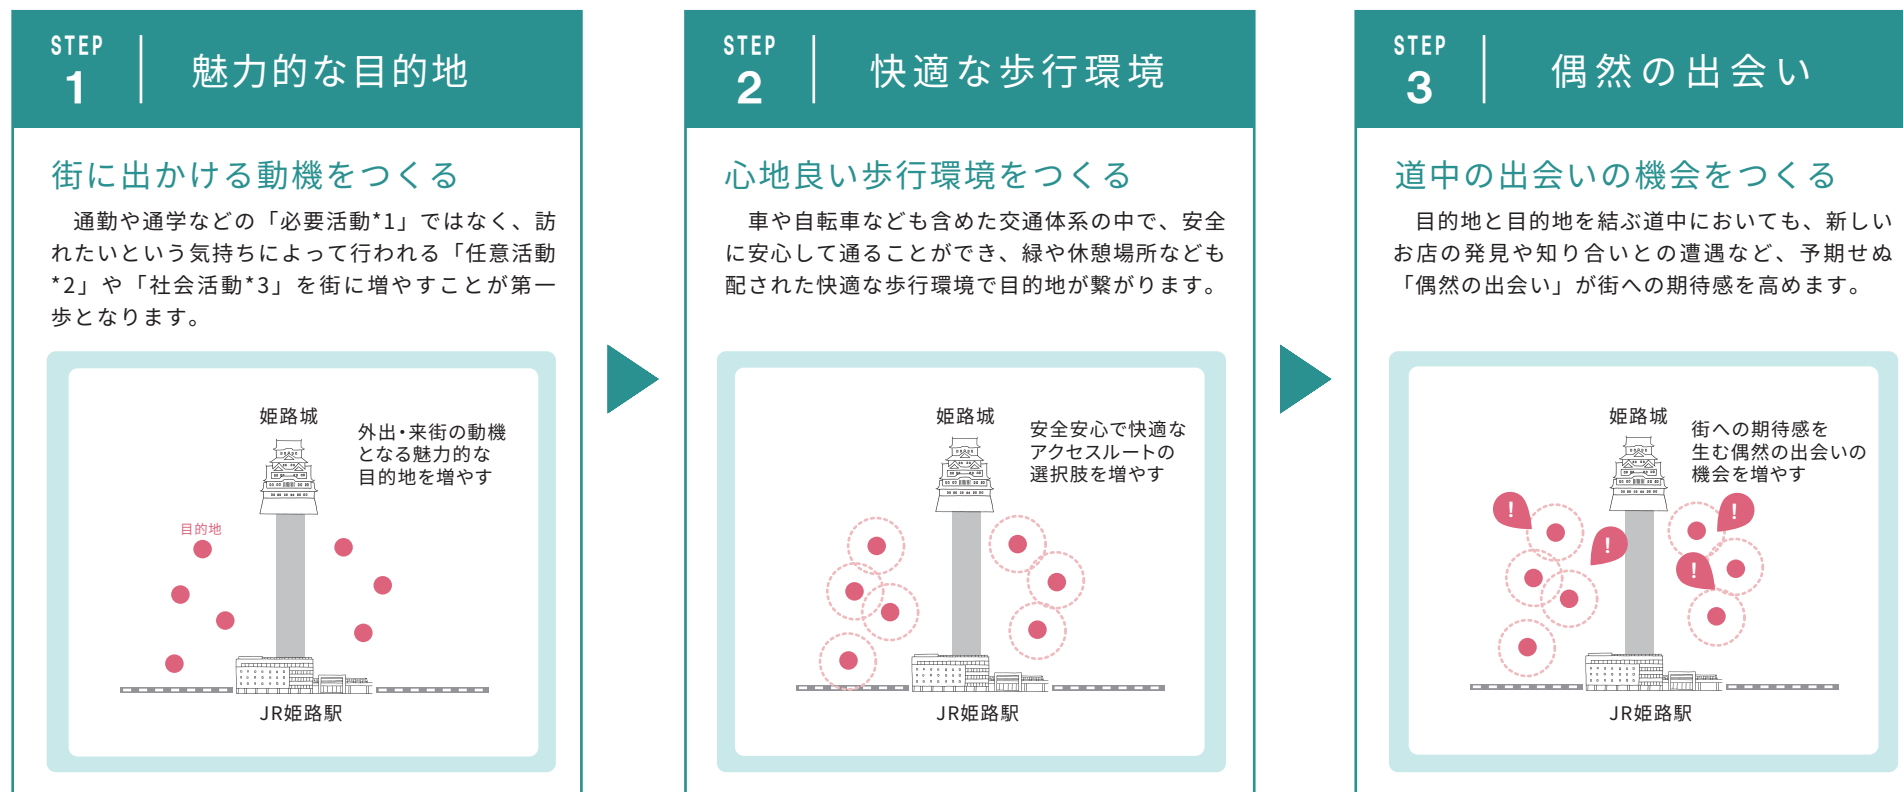 STEP
1
魅力的な目的地
街に出かける動機をつくる
通勤や通学などの「必要活動*1」ではなく、訪
れたいという気持ちによって行われる「任意活動
*2」や「社会活動*3」を街に増やすことが第一
歩となります。
姫路城
外出・来街の動機
となる魅力的な
目的地を増やす
目的地
JR姫路駅
STEP
2
快適な歩行環境
心地良い歩行環境をつくる
車や自転車なども含めた交通体系の中で、安全
に安心して通ることができ、緑や休憩場所なども
配された快適な歩行環境で目的地が繋がります。
姫路城
安全安心で快適な
アクセスルートの
選択肢を増やす
JR姫路駅
STEP
3
偶然の出会い
道中の出会いの機会をつくる
目的地と目的地を結ぶ道中においても、新しい
お店の発見や知り合いとの遭遇など、予期せぬ
「偶然の出会い」が街への期待感を高めます。
姫路城
街への期待感を
生む偶然の出会いの
機会を増やす
!
!
!
!
JR姫路駅